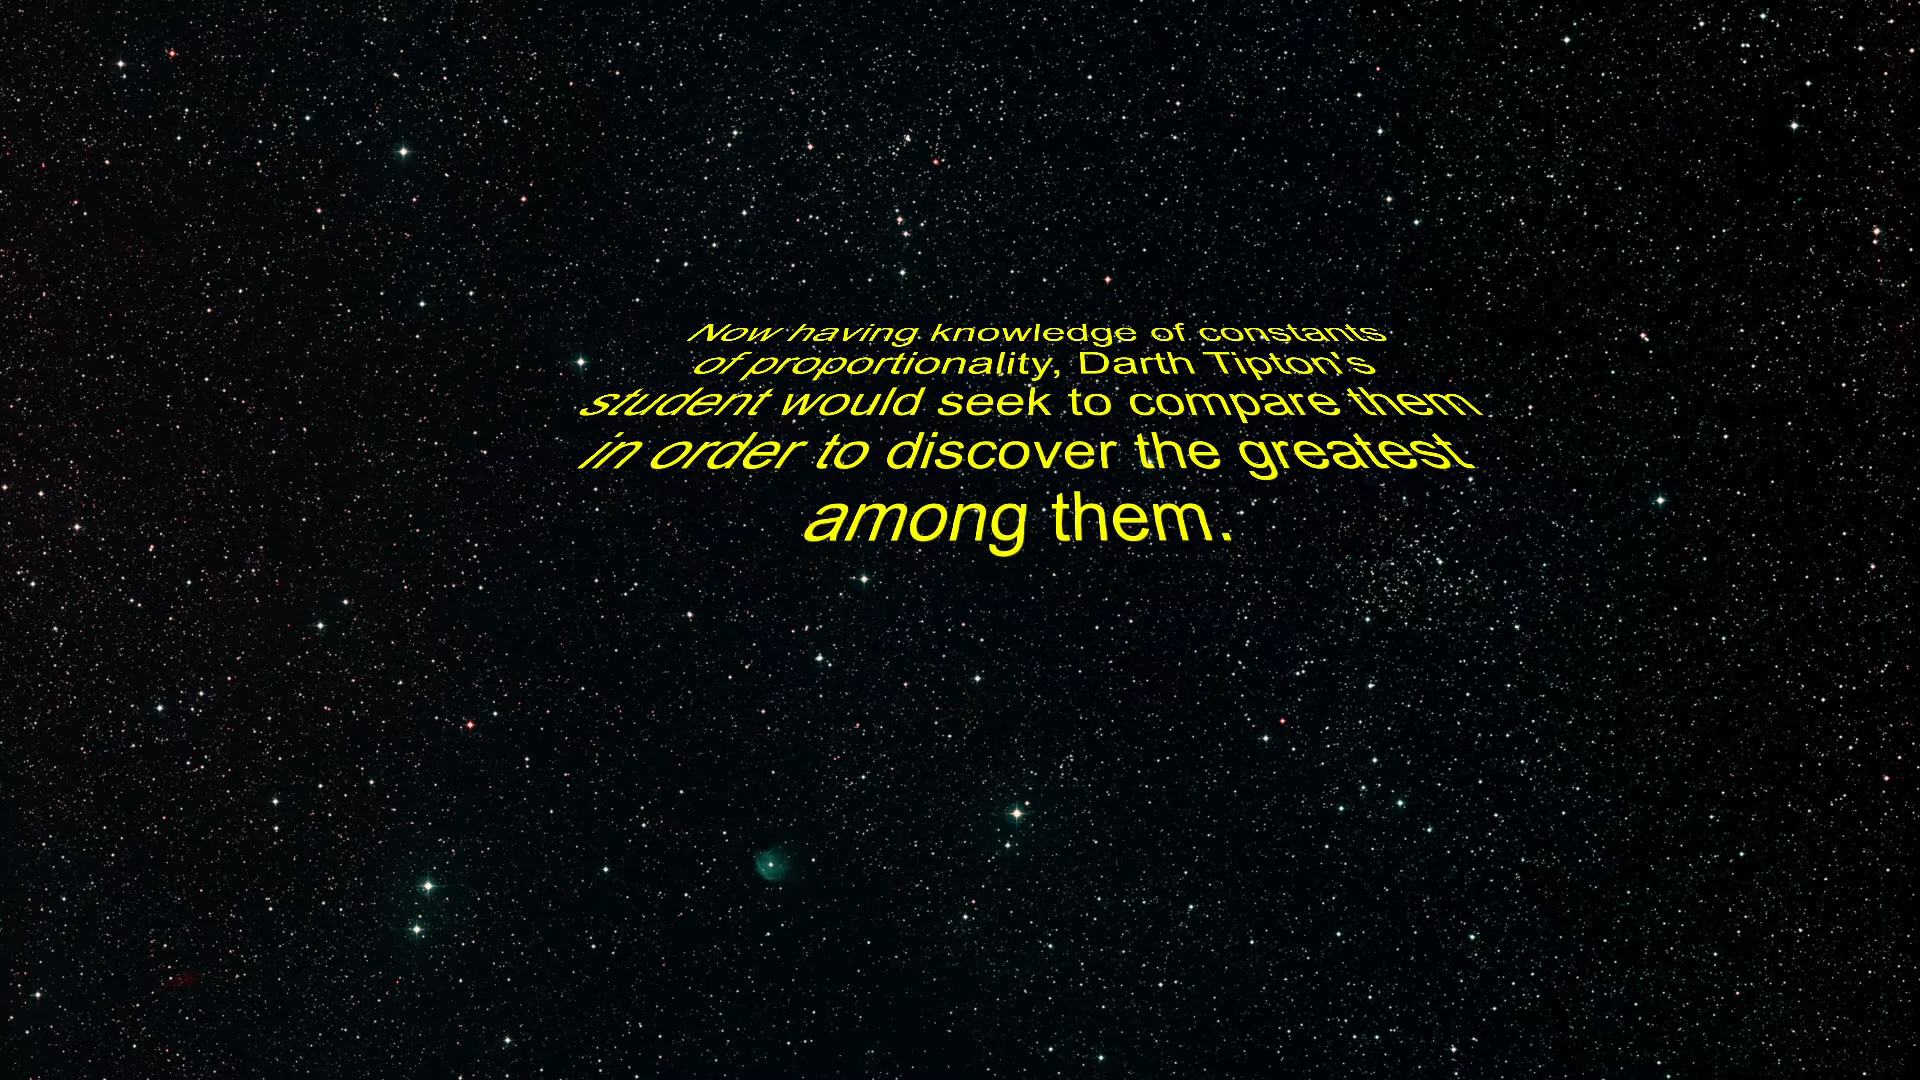 Now having knowledge of constants
of proportionality, Darth Tipton's
student would seek to compare them
in order to discover the greatest
among them.